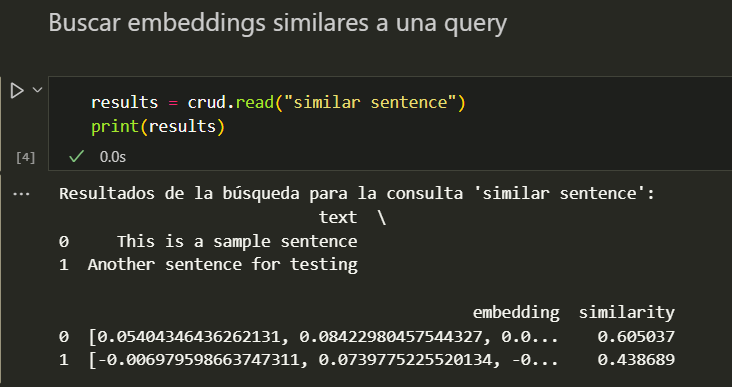 Buscar embeddings similares a una query
results = crud.read("similar sentence")
print(results)
[4] 0.0s
... Resultados de la búsqueda para la consulta 'similar sentence':
text \
0 This is a sample sentence
1 Another sentence for testing
embedding similarity
0 [0.05404346436262131, 0.08422980457544327, 0.0... 0.605037
1 [-0.006979598663747311, 0.0739775225520134, -0... 0.438689